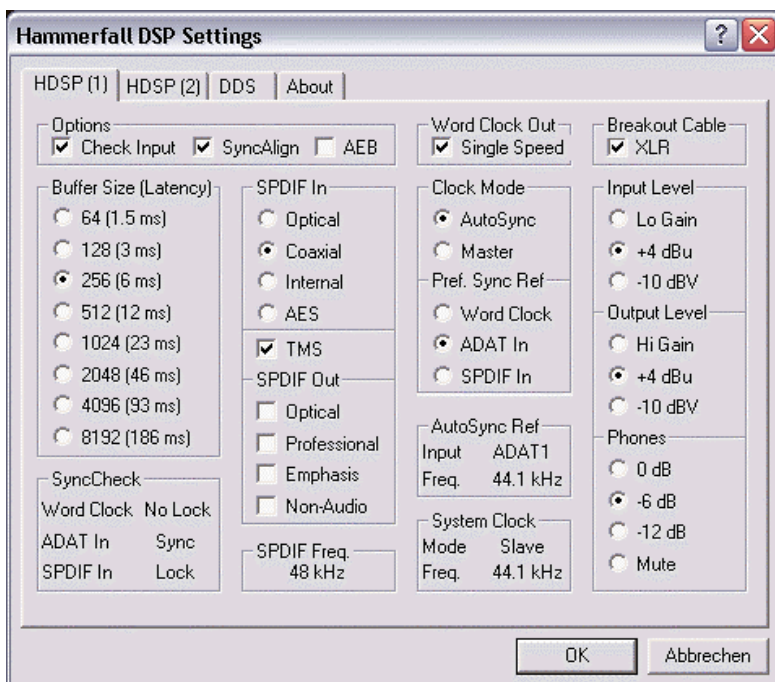 Hammerfall DSP Settings
HDSP (1) HDSP (2) DDS About
Options
Check Input SyncAlign AEB
Word Clock Out
Single Speed
Breakout Cable
XLR
Buffer Size (Latency)
64 (1.5 ms)
128 (3 ms)
256 (6 ms)
512 (12 ms)
1024 (23 ms)
2048 (46 ms)
4096 (93 ms)
8192 (186 ms)
SyncCheck
Word Clock No Lock
ADAT In Sync
SPDIF In Lock
SPDIF In
Optical
Coaxial
Internal
AES
TMS
SPDIF Out
Optical
Professional
Emphasis
Non-Audio
SPDIF Freq.
48 kHz
Clock Mode
AutoSync
Master
Pref. Sync Ref
Word Clock
ADAT In
SPDIF In
AutoSync Ref
Input ADAT1
Freq. 44.1 kHz
System Clock
Mode Slave
Freq. 44.1 kHz
Input Level
Lo Gain
+4 dBu
-10 dBV
Output Level
Hi Gain
+4 dBu
-10 dBV
Phones
0 dB
-6 dB
-12 dB
Mute
OK Abbrechen